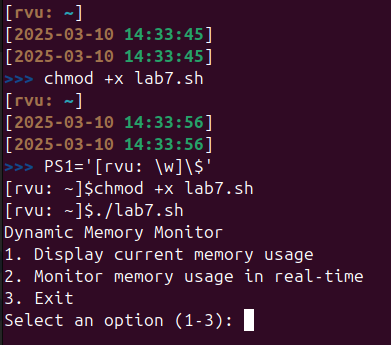 [rvu: ~]
[2025-03-10 14:33:45]
[2025-03-10 14:33:45]
>>> chmod +x lab7.sh
[rvu: ~]
[2025-03-10 14:33:56]
[2025-03-10 14:33:56]
>>> PS1='[rvu: \w]\$'
[rvu: ~]$chmod +x lab7.sh
[rvu: ~]$./lab7.sh
Dynamic Memory Monitor
1. Display current memory usage
2. Monitor memory usage in real-time
3. Exit
Select an option (1-3):